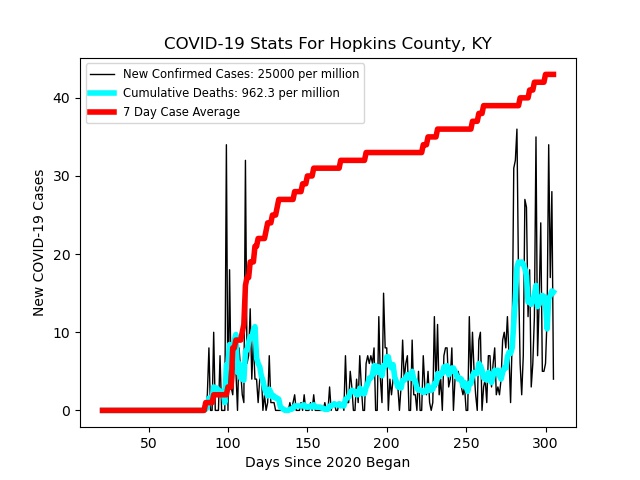 COVID-19 Stats For Hopkins County, KY
New Confirmed Cases: 25000 per million
Cumulative Deaths: 962.3 per million
7 Day Case Average
New COVID-19 Cases
40
30
20
10
0
50 100 150 200 250 300
Days Since 2020 Began